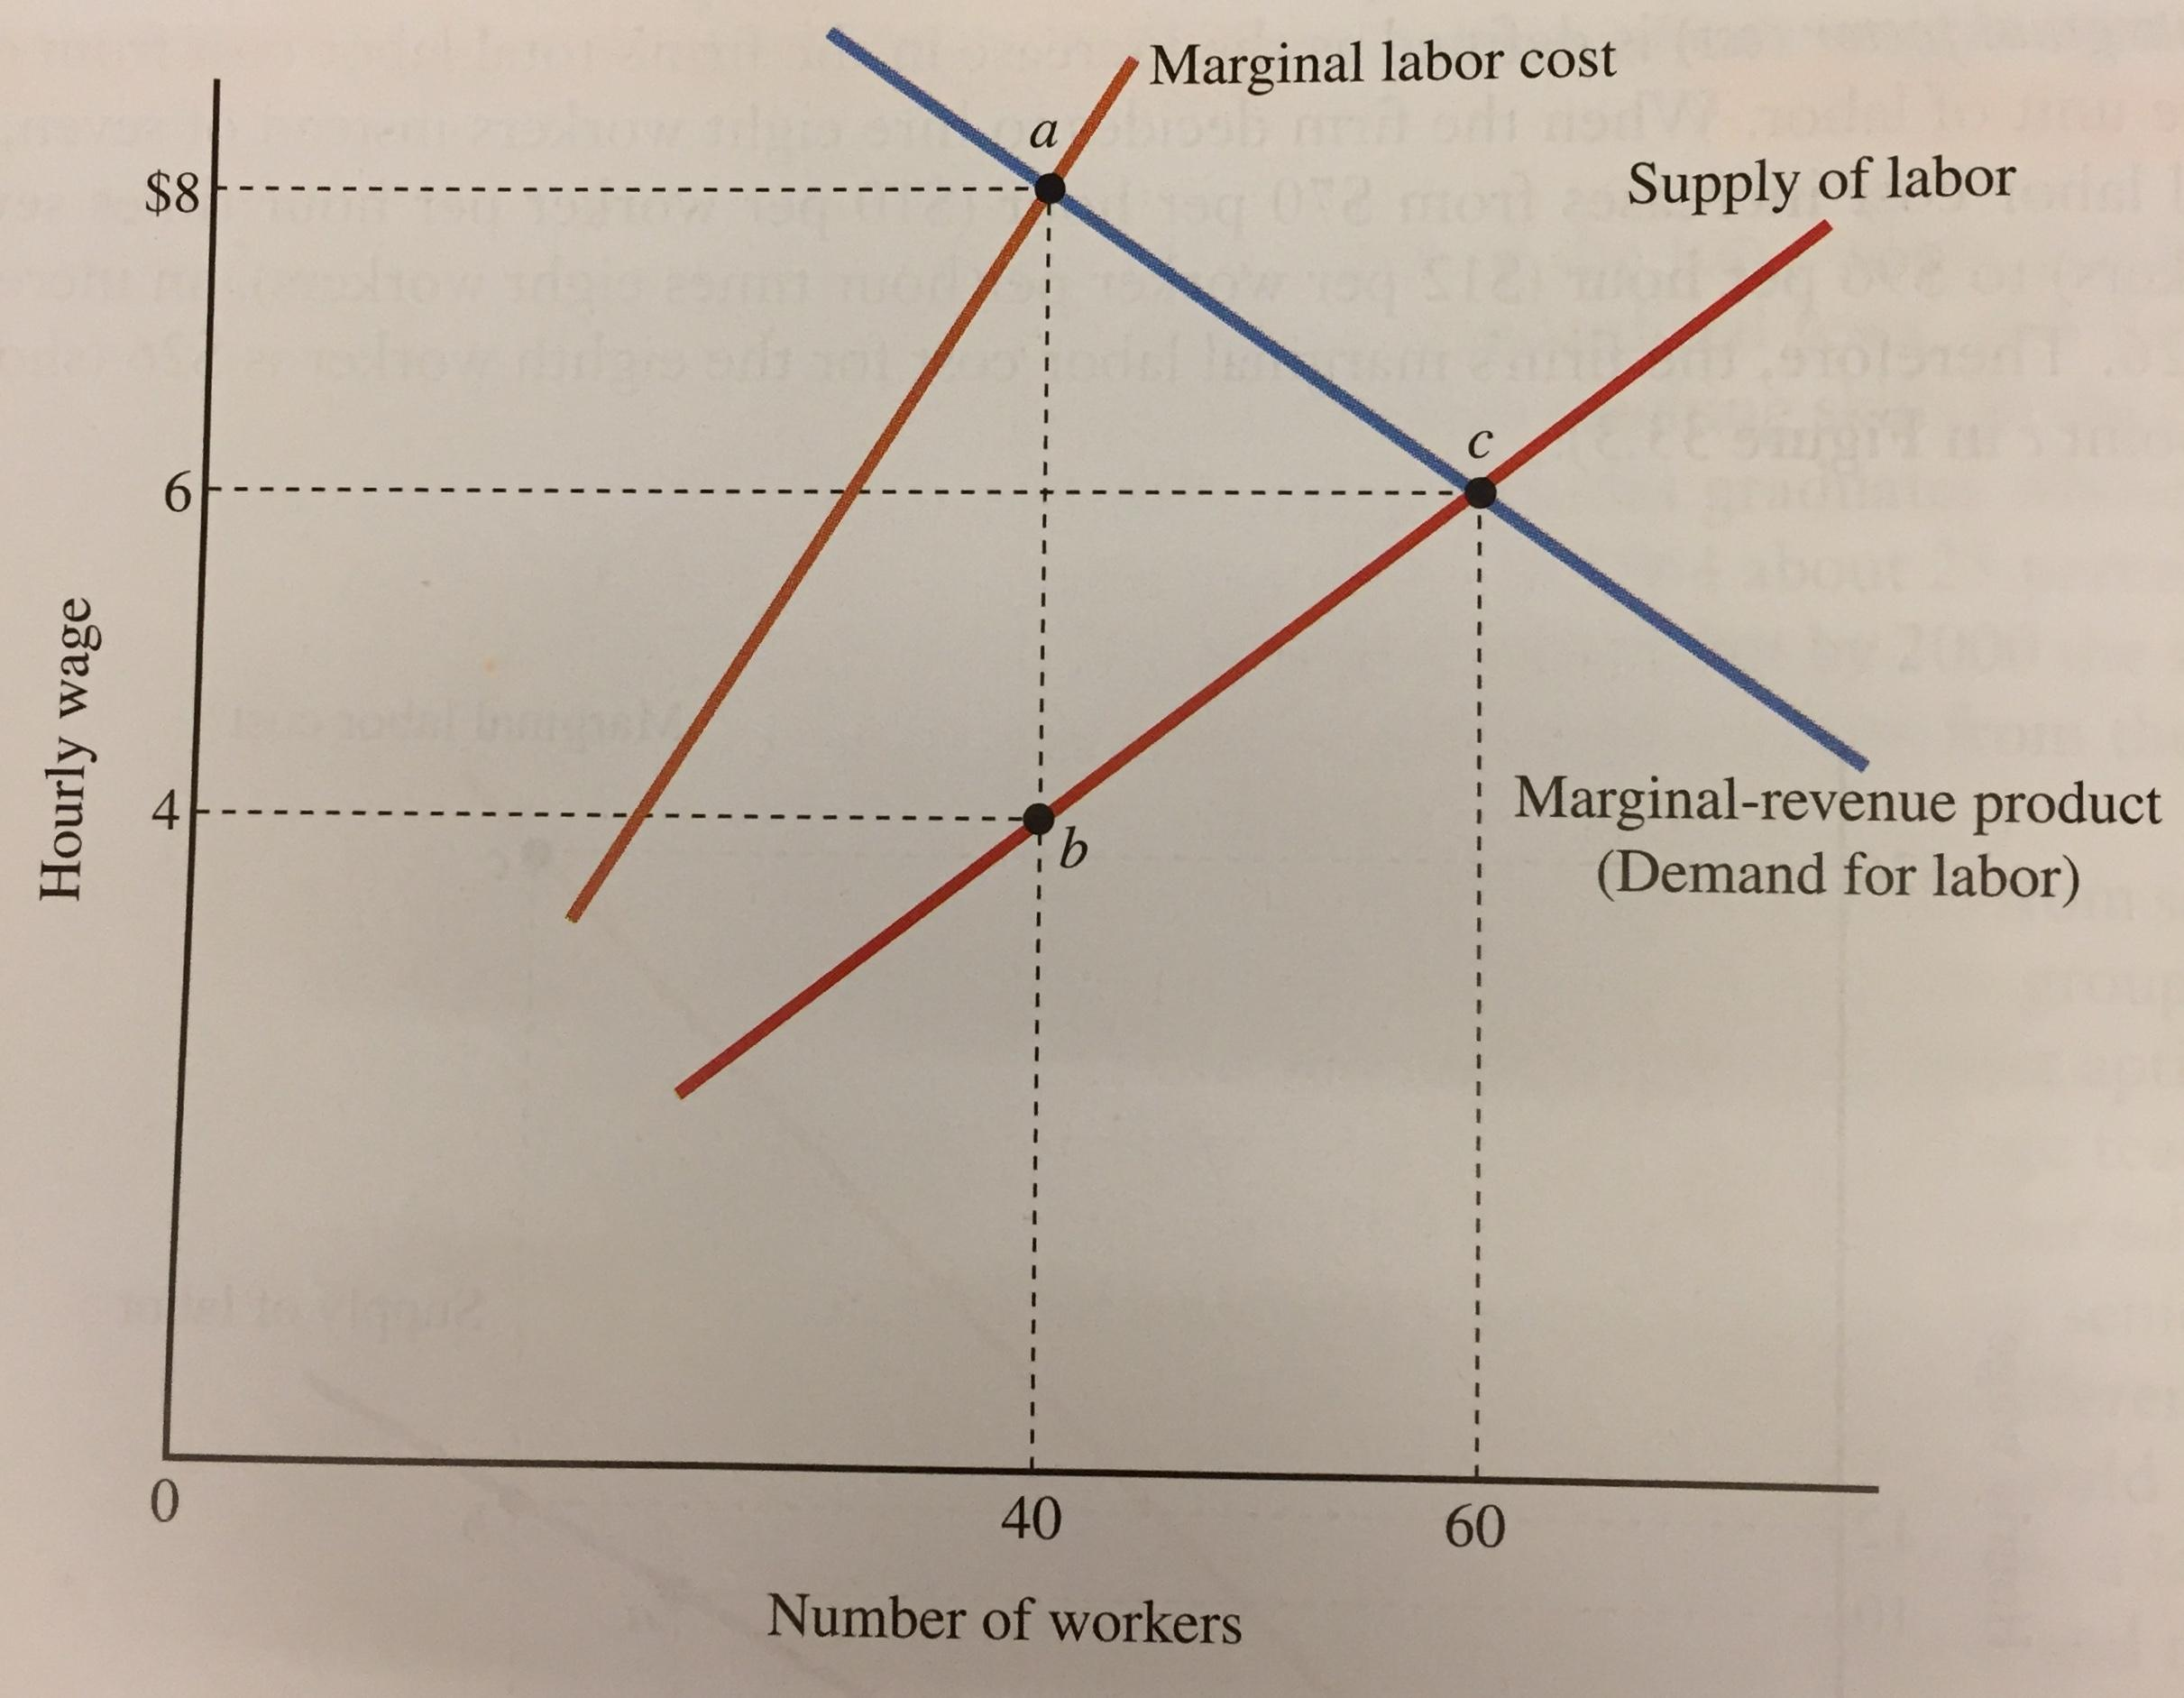 Marginal labor cost
a
$8
Supply of labor
c
6
Hourly wage
4
b
Marginal-revenue product
(Demand for labor)
0
40
60
Number of workers